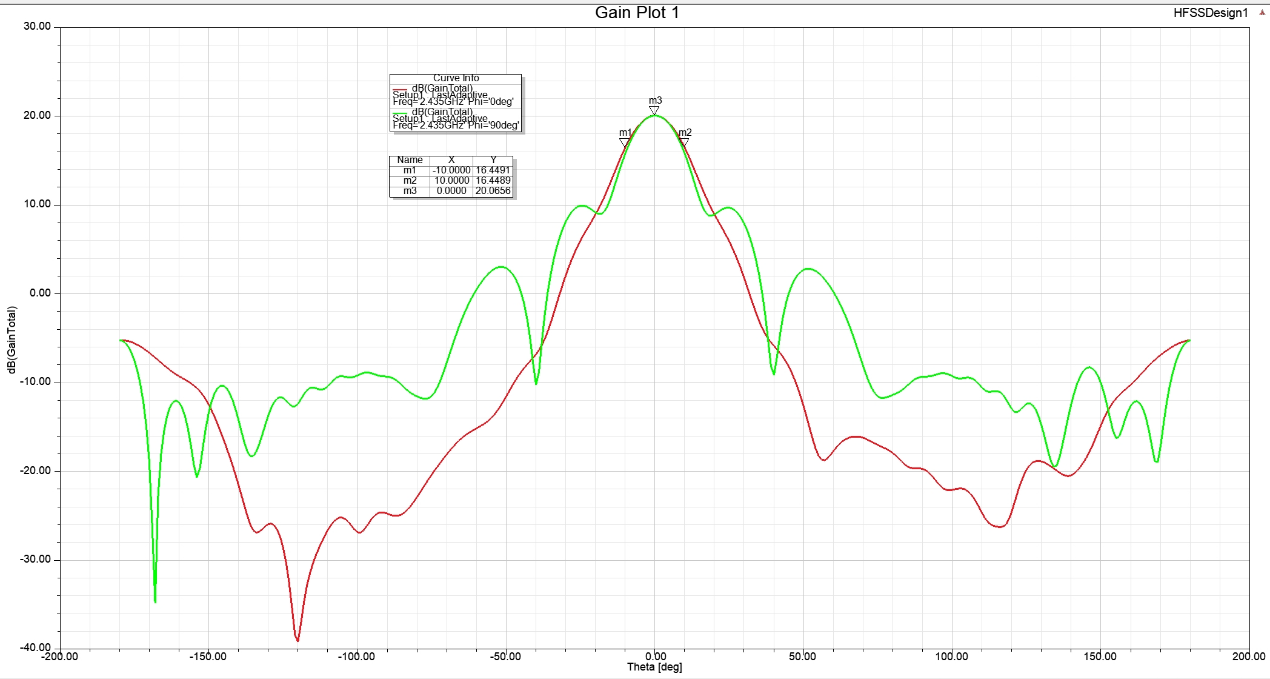 Gain Plot 1
HFSSDesign1
Curve Info
dB(GainTotal)
Setup1 : LastAdaptive
Freq='2.435GHz' Phi='0deg'
dB(GainTotal)
Setup1 : LastAdaptive
Freq='2.435GHz' Phi='90deg'
Name X Y
m1 -10.0000 16.4491
m2 10.0000 16.4489
m3 0.0000 20.0656
m3
m1
m2
30.00
20.00
10.00
0.00
-10.00
-20.00
-30.00
-40.00
dB(GainTotal)
-200.00 -150.00 -100.00 -50.00 0.00 50.00 100.00 150.00 200.00
Theta [deg]